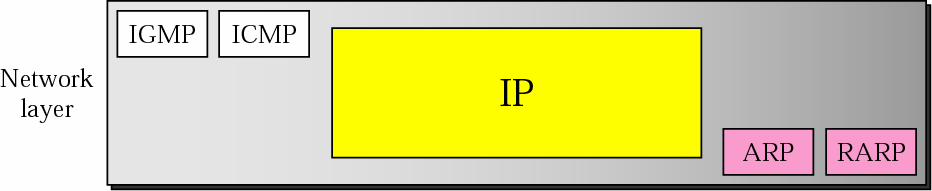 IGMP
ICMP
IP
Network
layer
ARP
RARP